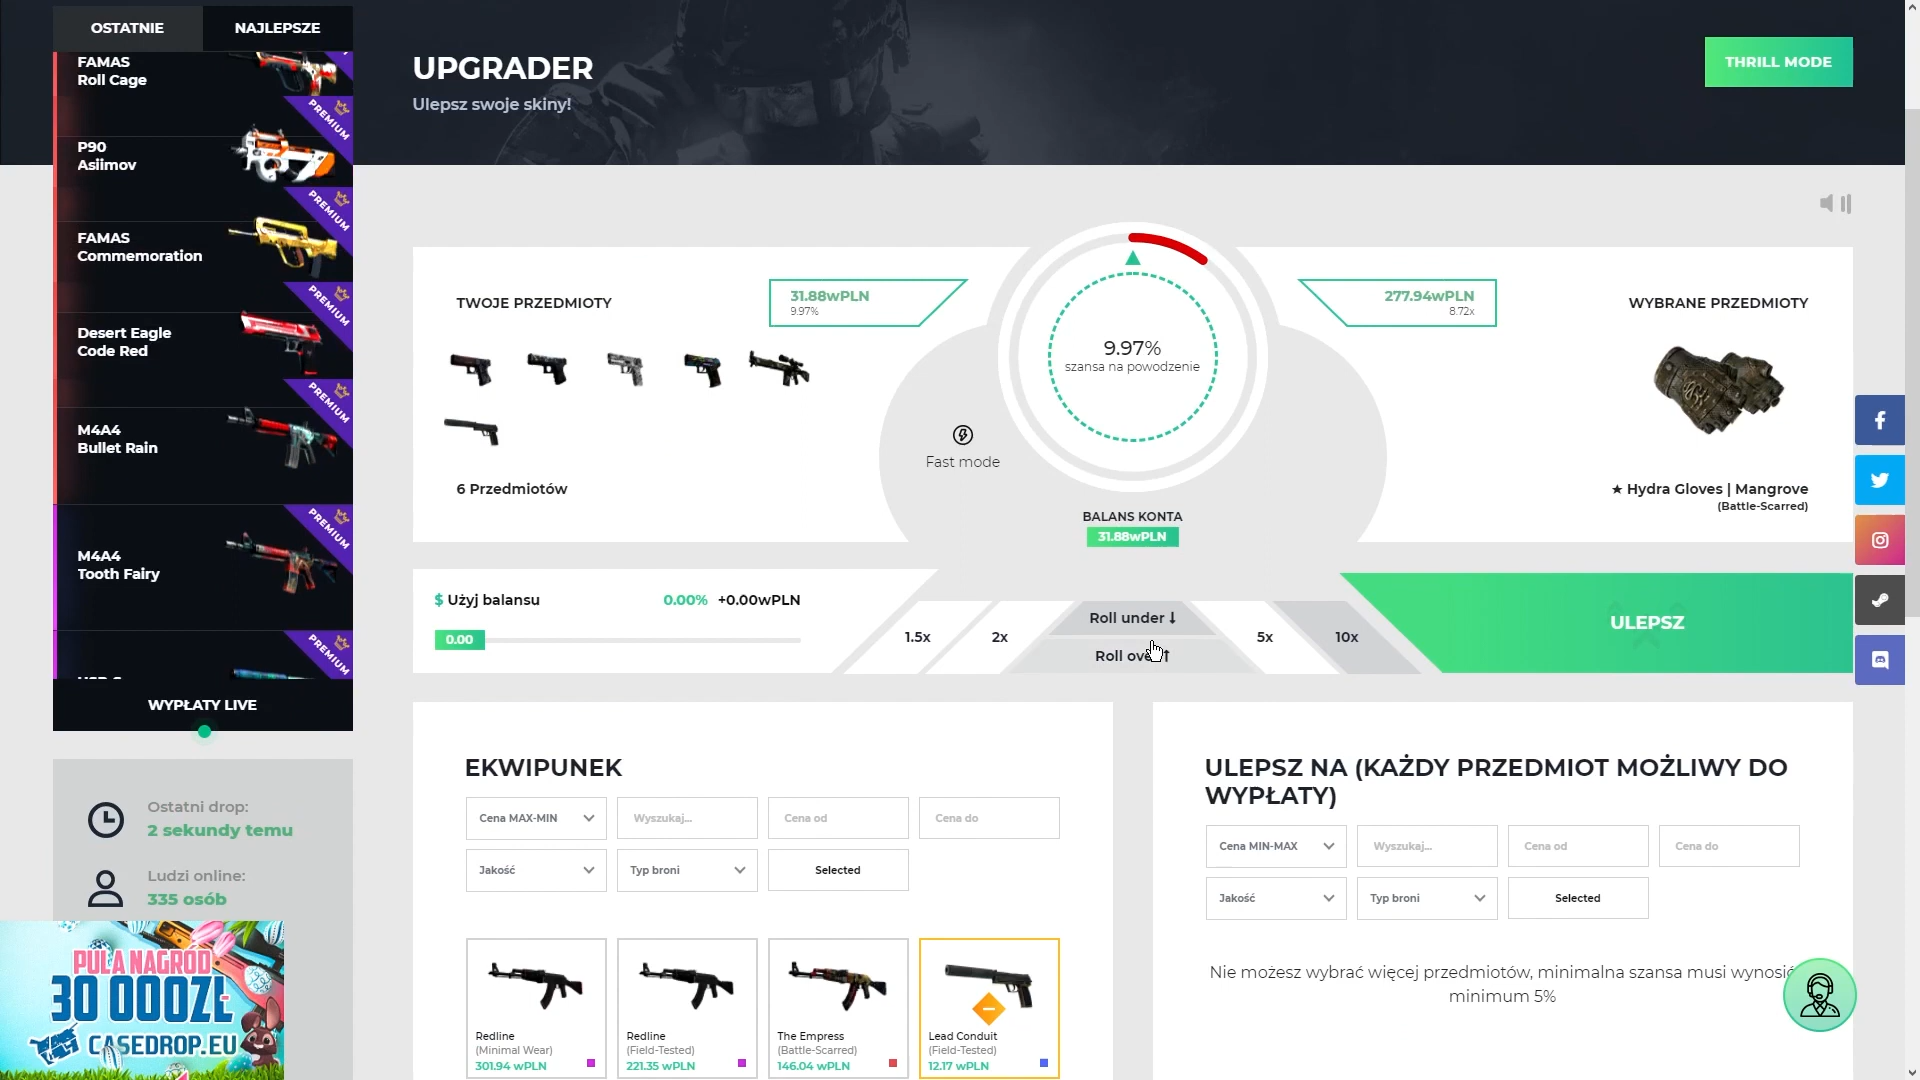 OSTATNIE
NAJLEPSZE
FAMAS
Roll Cage
PREMIUM
P90
Asiimov
PREMIUM
FAMAS
Commemoration
PREMIUM
Desert Eagle
Code Red
PREMIUM
M4A4
Bullet Rain
PREMIUM
M4A4
Tooth Fairy
PREMIUM
WYPŁATY LIVE
Ostatni drop:
2 sekundy temu
Ludzi online:
335 osób
PULA NAGRÓD
30 000ZŁ
CASEDROP.EU
UPGRADER
Ulepsz swoje skiny!
THRILL MODE
TWOJE PRZEDMIOTY
31.88wPLN
9.97%
6 Przedmiotów
9.97%
szansa na powodzenie
Fast mode
BALANS KONTA
31.88wPLN
277.94wPLN
8.72x
WYBRANE PRZEDMIOTY
★ Hydra Gloves | Mangrove
(Battle-Scarred)
$ Użyj balansu
0.00% +0.00wPLN
0.00
1.5x
2x
Roll under ↓
Roll over ↑
5x
10x
ULEPSZ
EKWIPUNEK
Cena MAX-MIN
Wyszukaj...
Cena od
Cena do
Jakość
Typ broni
Selected
Redline
(Minimal Wear)
301.94 wPLN
Redline
(Field-Tested)
221.35 wPLN
The Empress
(Battle-Scarred)
146.04 wPLN
Lead Conduit
(Field-Tested)
12.17 wPLN
ULEPSZ NA (KAŻDY PRZEDMIOT MOŻLIWY DO
WYPŁATY)
Cena MIN-MAX
Wyszukaj...
Cena od
Cena do
Jakość
Typ broni
Selected
Nie możesz wybrać więcej przedmiotów, minimalna szansa musi wynosić
minimum 5%